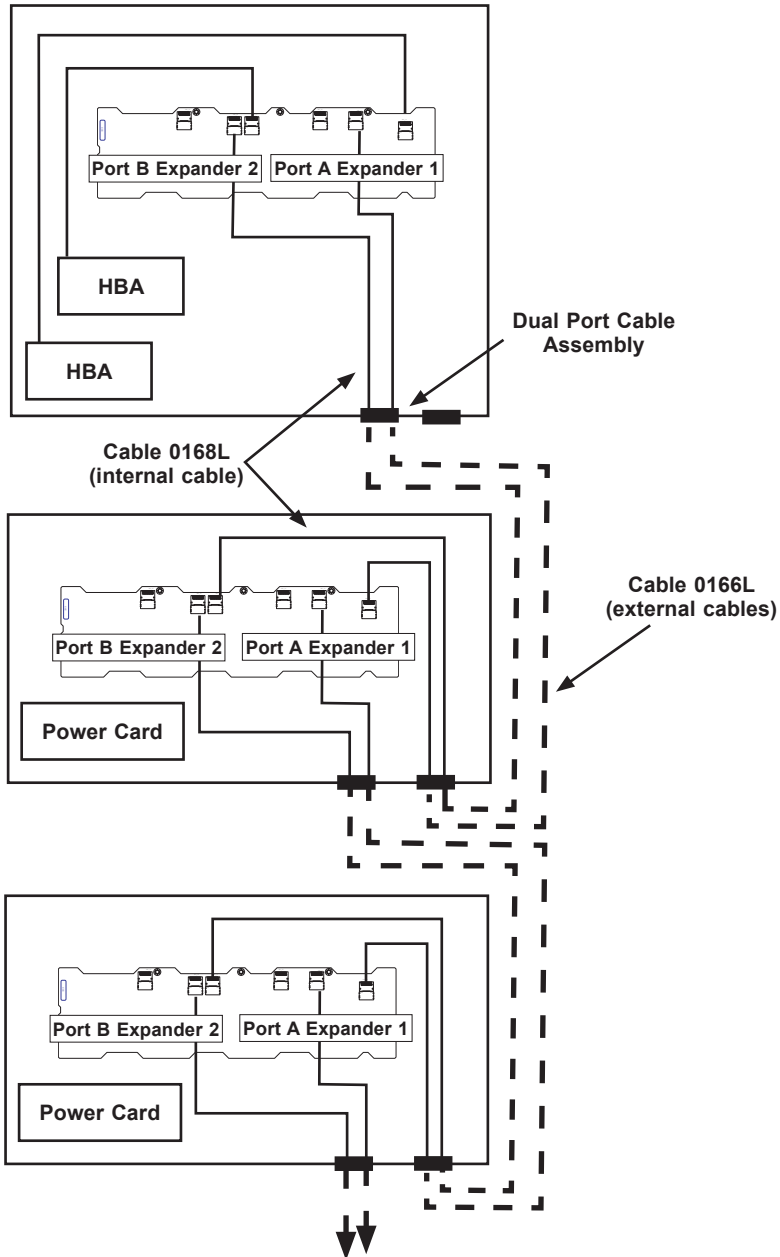 Port B Expander 2
Port A Expander 1
HBA
HBA
Dual Port Cable
Assembly
Cable 0168L
(internal cable)
Port B Expander 2
Port A Expander 1
Cable 0166L
(external cables)
Power Card
Port B Expander 2
Port A Expander 1
Power Card